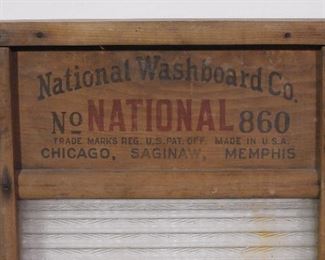 National Washboard Co.
No NATIONAL 860
TRADE MARKS REG. U.S. PAT. OFF. MADE IN U.S.A.
CHICAGO, SAGINAW, MEMPHIS